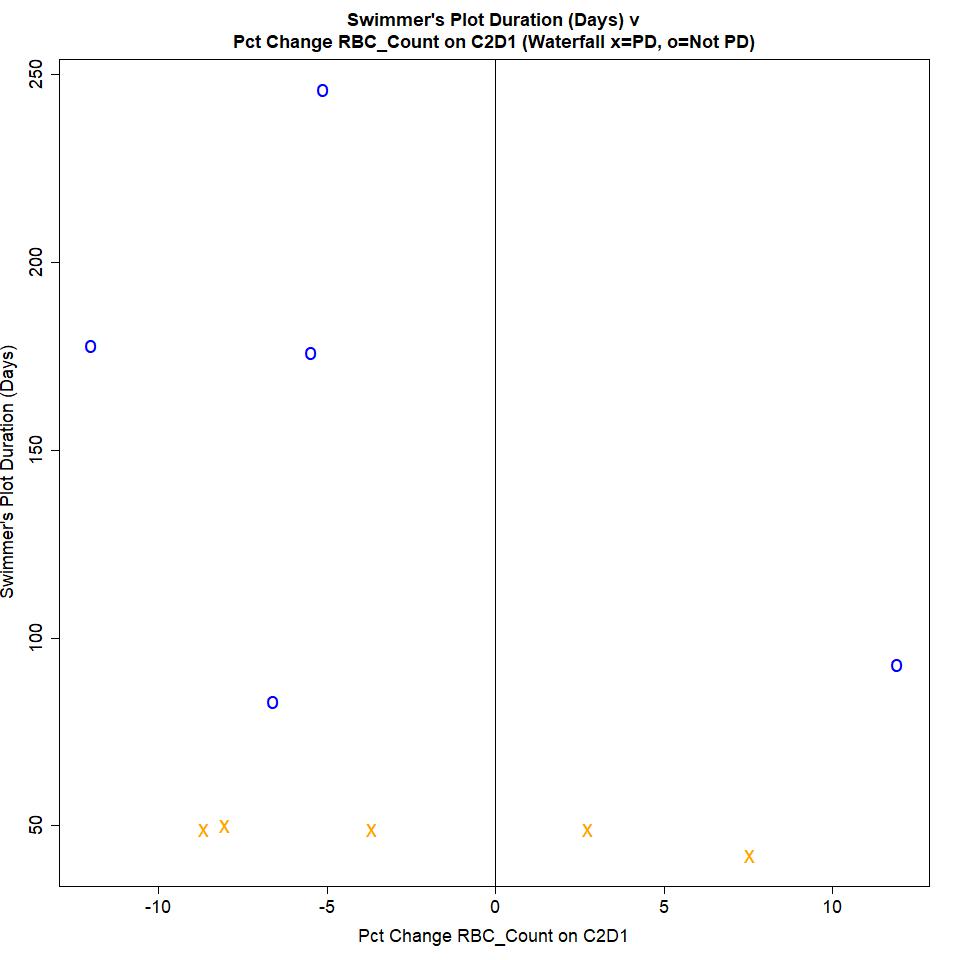 Swimmer's Plot Duration (Days) v
Pct Change RBC_Count on C2D1 (Waterfall x=PD, o=Not PD)
Swimmer's Plot Duration (Days)
250
200
150
100
50
O
O
O
O
O
X
X
X
X
X
-10
-5
0
5
10
Pct Change RBC_Count on C2D1